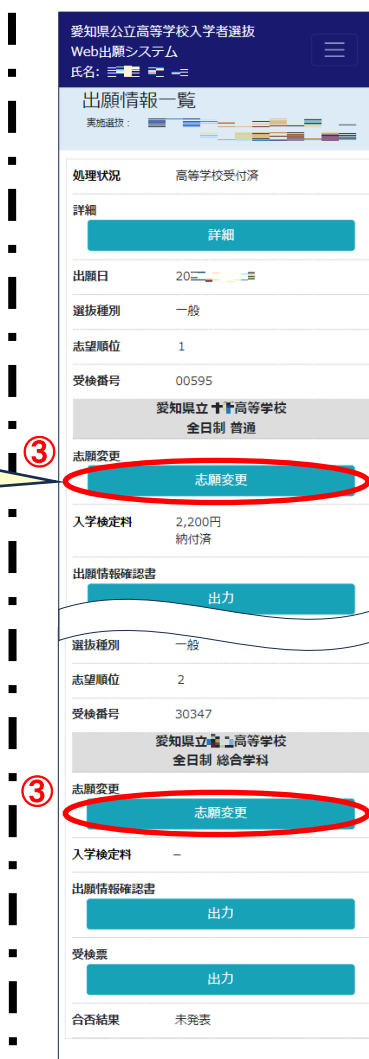 愛知県公立高等学校入学者選抜
Web出願システム
氏名：
出願情報一覧
実施選抜：
処理状況 高等学校受付済
詳細
詳細
出願日 20
選抜種別 一般
志望順位 1
受検番号 00595
愛知県立 高等学校
全日制 普通
③
志願変更
志願変更
入学検定料 2,200円
納付済
出願情報確認書
出力
選抜種別 一般
志望順位 2
受検番号 30347
愛知県立 高等学校
全日制 総合学科
③
志願変更
志願変更
入学検定料 －
出願情報確認書
出力
受検票
出力
合否結果 未発表